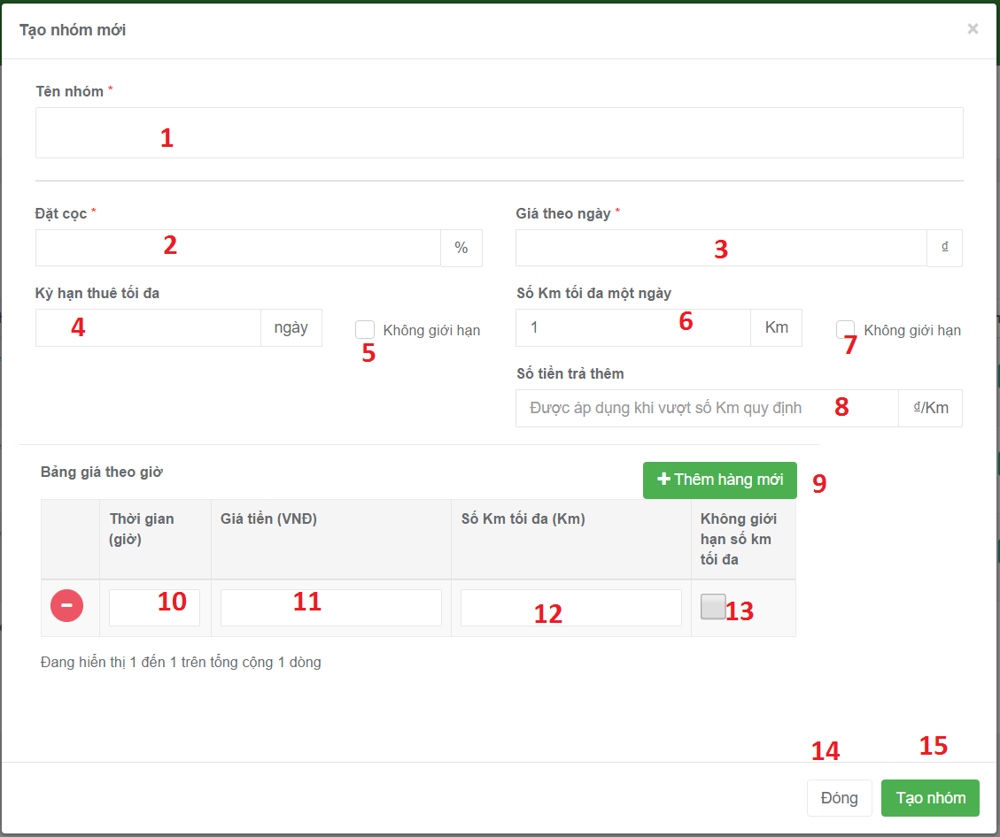 Tạo nhóm mới ×
Tên nhóm *
1
Đặt cọc * Giá theo ngày *
2 % 3 ₫
Kỳ hạn thuê tối đa Số Km tối đa một ngày
4 ngày Không giới hạn 1 6 Km Không giới hạn
5 7
Số tiền trả thêm
Được áp dụng khi vượt số Km quy định 8 ₫/Km
Bảng giá theo giờ + Thêm hàng mới 9
Thời gian Giá tiền (VNĐ) Số Km tối đa (Km) Không giới
(giờ) hạn số km
tối đa
10 11 12 13
Đang hiển thị 1 đến 1 trên tổng cộng 1 dòng
14 15
Đóng Tạo nhóm